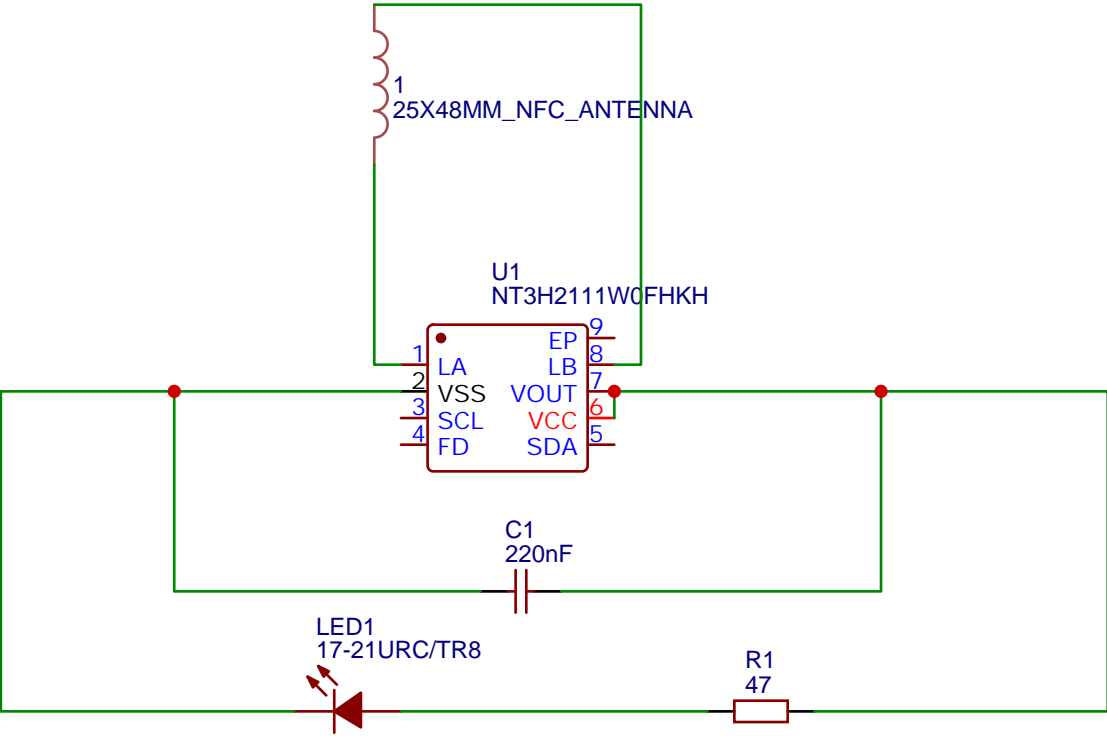 1
25X48MM_NFC_ANTENNA
U1
NT3H2111W0FHKH
1 LA
2 VSS
3 SCL
4 FD
EP 9
LB 8
VOUT 7
VCC 6
SDA 5
C1
220nF
LED1
17-21URC/TR8
R1
47